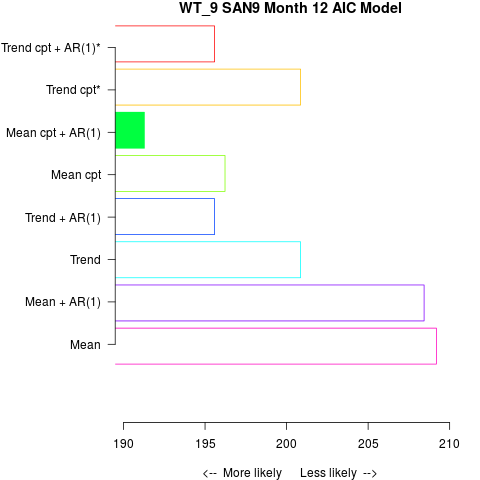 WT_9 SAN9 Month 12 AIC Model
Trend cpt + AR(1)*
Trend cpt*
Mean cpt + AR(1)
Mean cpt
Trend + AR(1)
Trend
Mean + AR(1)
Mean
190 195 200 205 210
<-- More likely Less likely -->